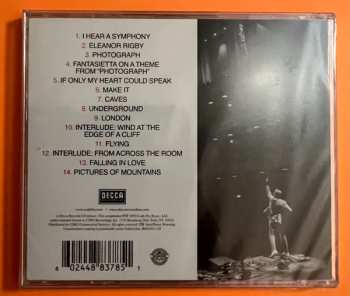 1. I HEAR A SYMPHONY
2. ELEANOR RIGBY
3. PHOTOGRAPH
4. FANTASIETTA ON A THEME
FROM "PHOTOGRAPH"
5. IF ONLY MY HEART COULD SPEAK
6. MAKE IT
7. CAVES
8. UNDERGROUND
9. LONDON
10. INTERLUDE: WIND AT THE
EDGE OF A CLIFF
11. FLYING
12. INTERLUDE: FROM ACROSS THE ROOM
13. FALLING IN LOVE
14. PICTURES OF MOUNTAINS
DECCA
6 02448 83785 1